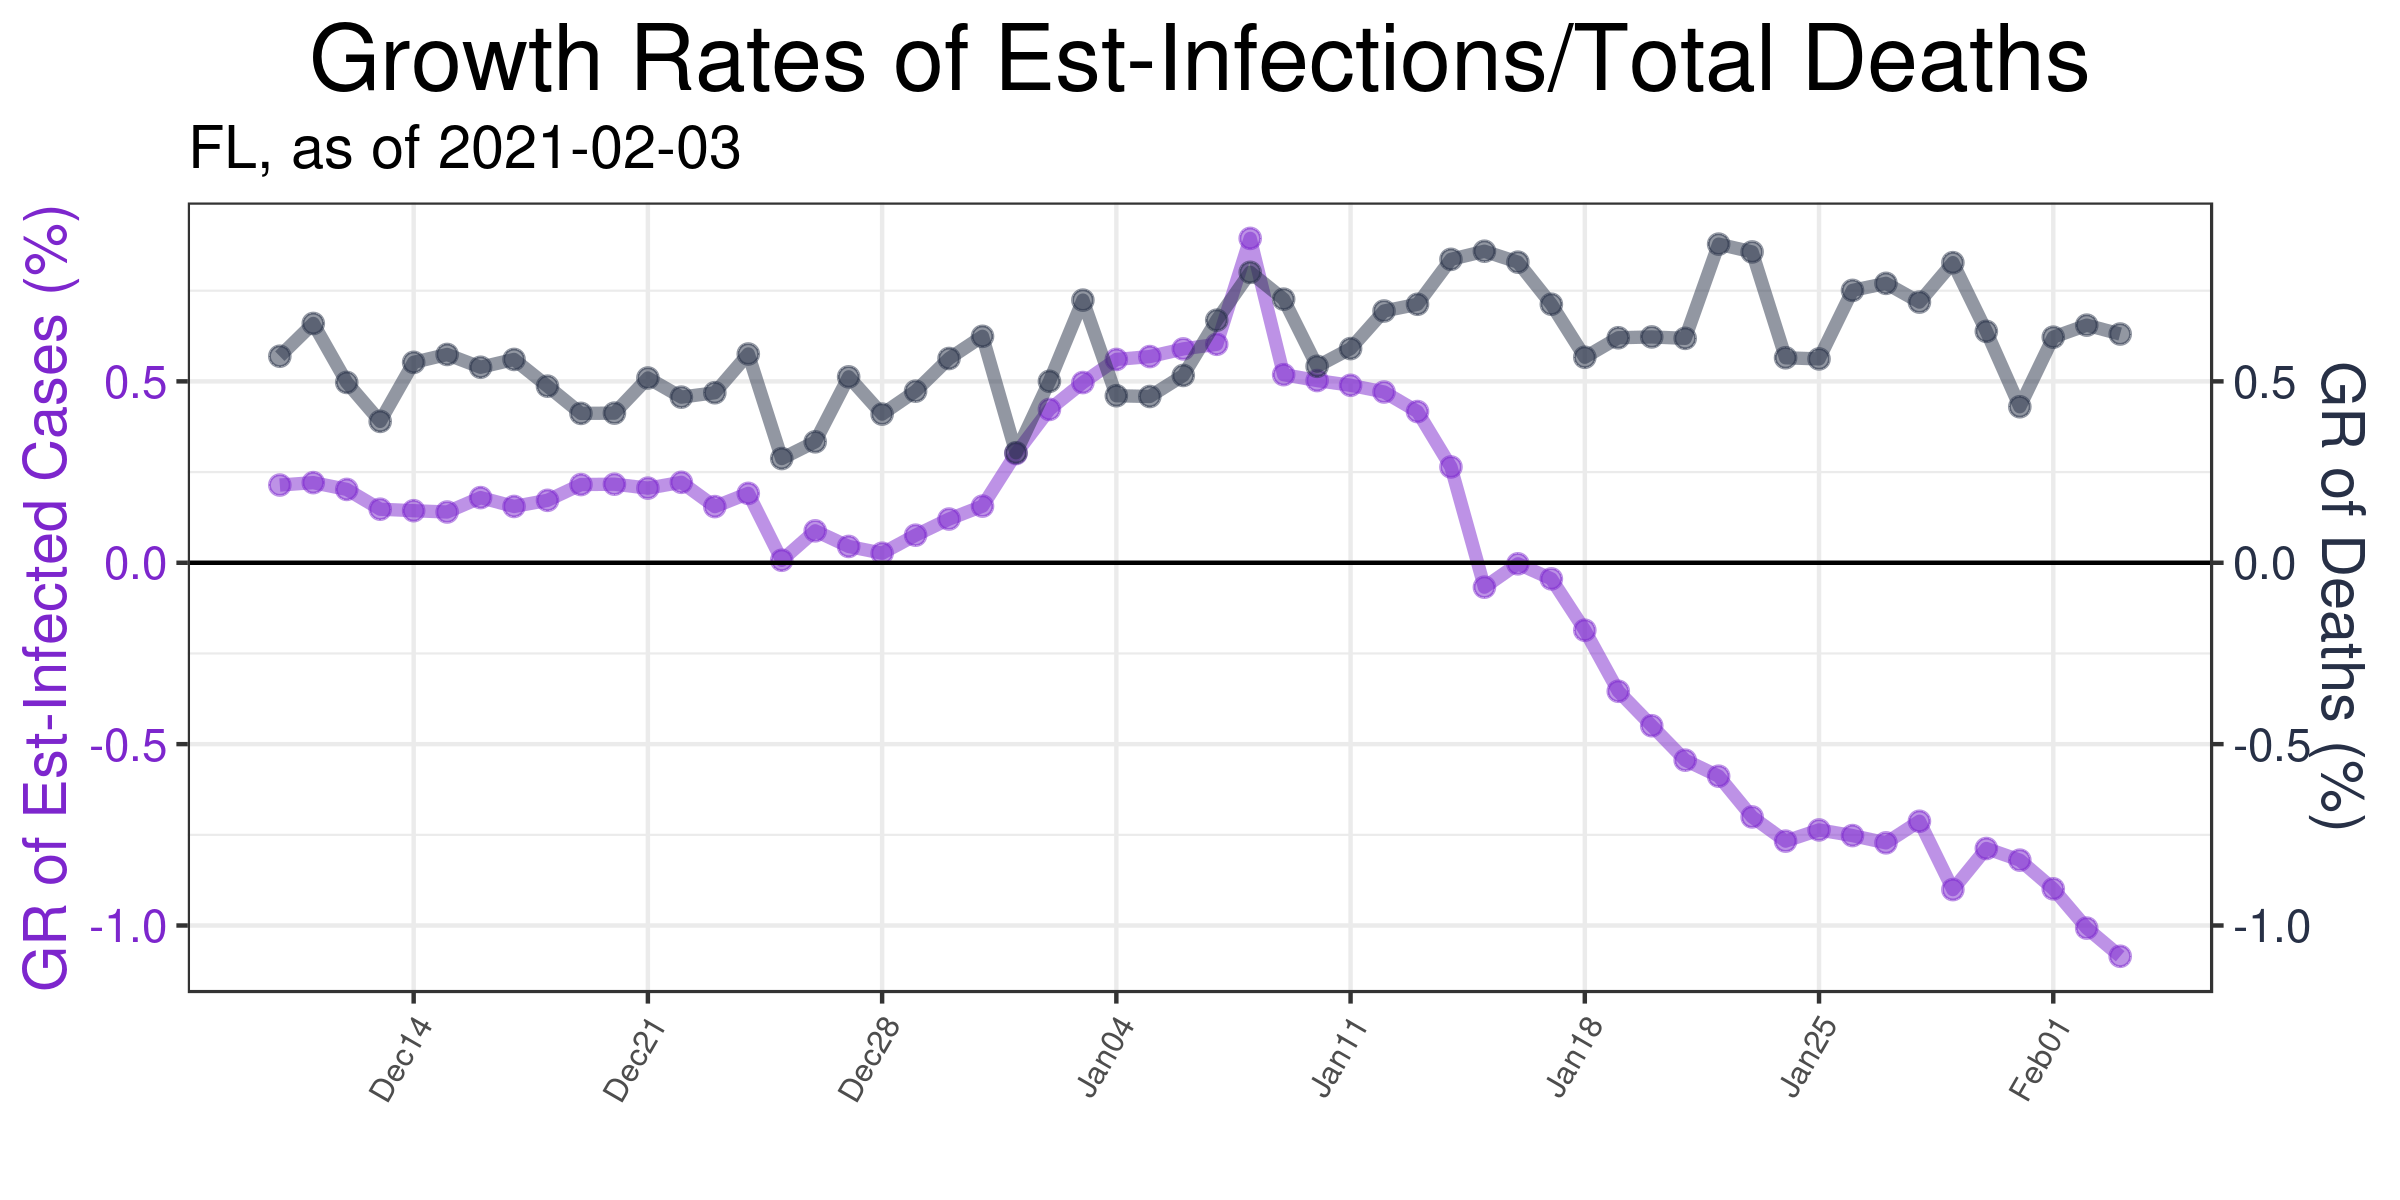 Growth Rates of Est-Infections/Total Deaths
FL, as of 2021-02-03
GR of Est-Infected Cases (%)
0.5
0.0
-0.5
-1.0
0.5
0.0
-0.5
-1.0
GR of Deaths (%)
Dec14
Dec21
Dec28
Jan04
Jan11
Jan18
Jan25
Feb01